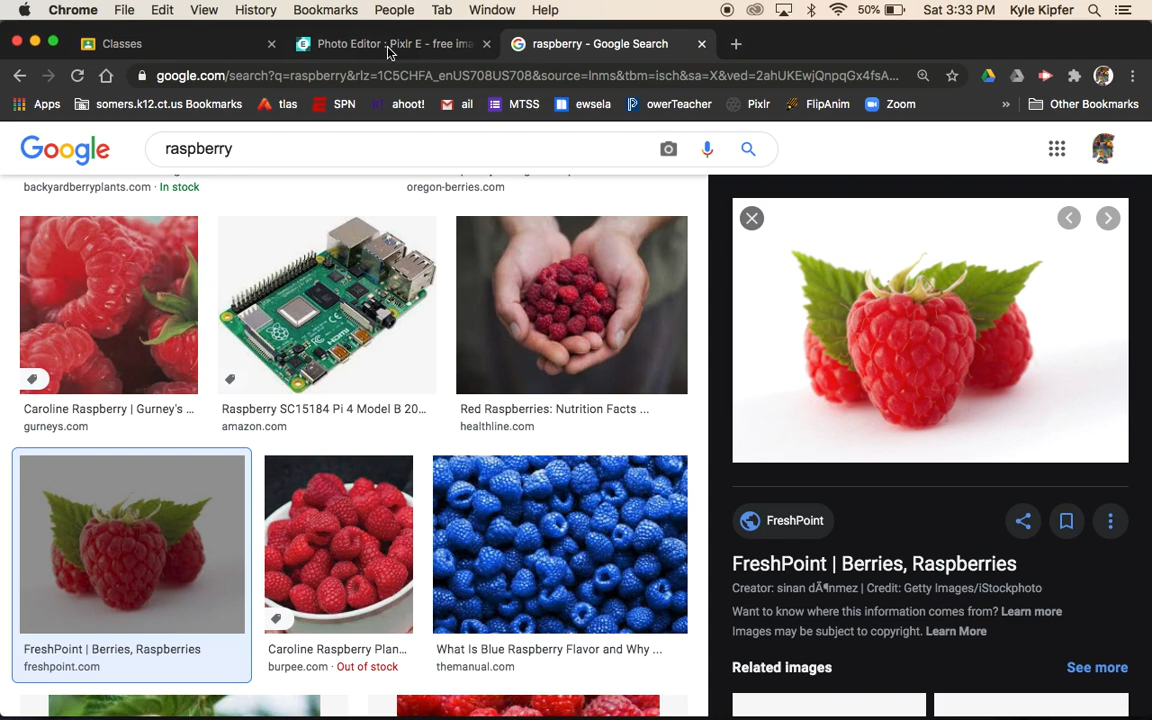 Chrome File Edit View History Bookmarks People Tab Window Help 50% Sat 3:33 PM Kyle Kipfer
Classes Photo Editor : Pixlr E - free ima raspberry - Google Search
google.com/search?q=raspberry&rlz=1C5CHFA_enUS708US708&source=lnms&tbm=isch&sa=X&ved=2ahUKEwjQnpqGx4fsA...
Apps somers.k12.ct.us Bookmarks tlas SPN ahoot! ail MTSS ewsela owerTeacher Pixlr FlipAnim Zoom » Other Bookmarks
Google raspberry
backyardberryplants.com · In stock oregon-berries.com
Caroline Raspberry | Gurney's ... Raspberry SC15184 Pi 4 Model B 20... Red Raspberries: Nutrition Facts ...
gurneys.com amazon.com healthline.com
FreshPoint
FreshPoint | Berries, Raspberries
Creator: sinan dĶnmez | Credit: Getty Images/iStockphoto
Want to know where this information comes from? Learn more
Images may be subject to copyright. Learn More
FreshPoint | Berries, Raspberries Caroline Raspberry Plan... What Is Blue Raspberry Flavor and Why ...
freshpoint.com burpee.com · Out of stock themanual.com
Related images See more